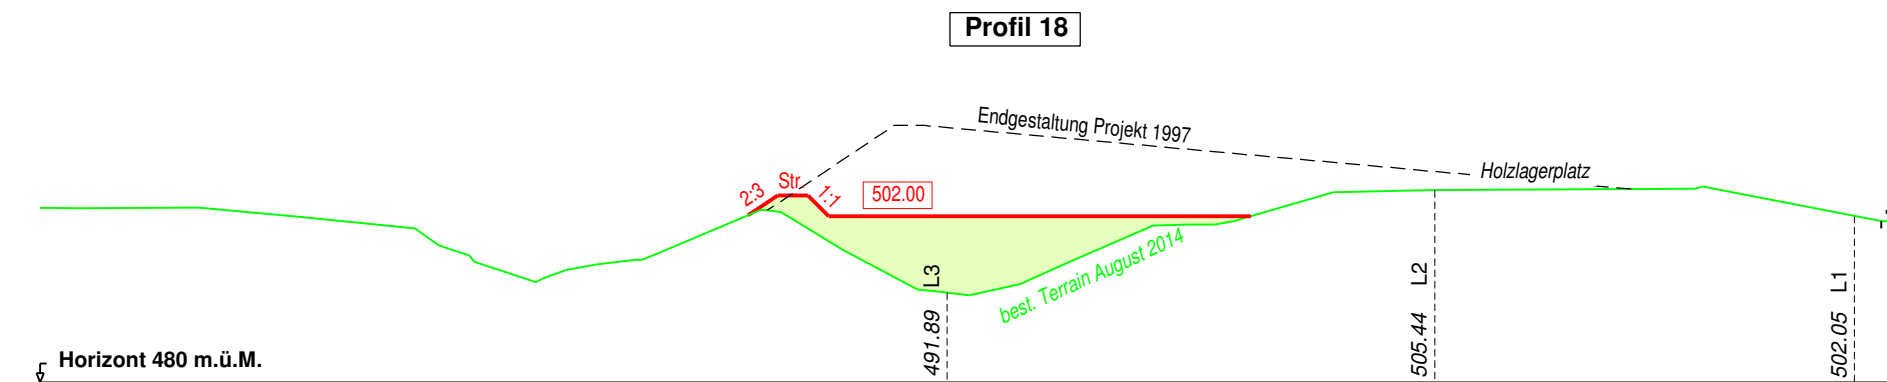 Profil 18
Endgestaltung Projekt 1997
Holzlagerplatz
2:3
Str.
1:1
502.00
best. Terrain August 2014
491.89 L3
505.44 L2
502.05 L1
Horizont 480 m.ü.M.